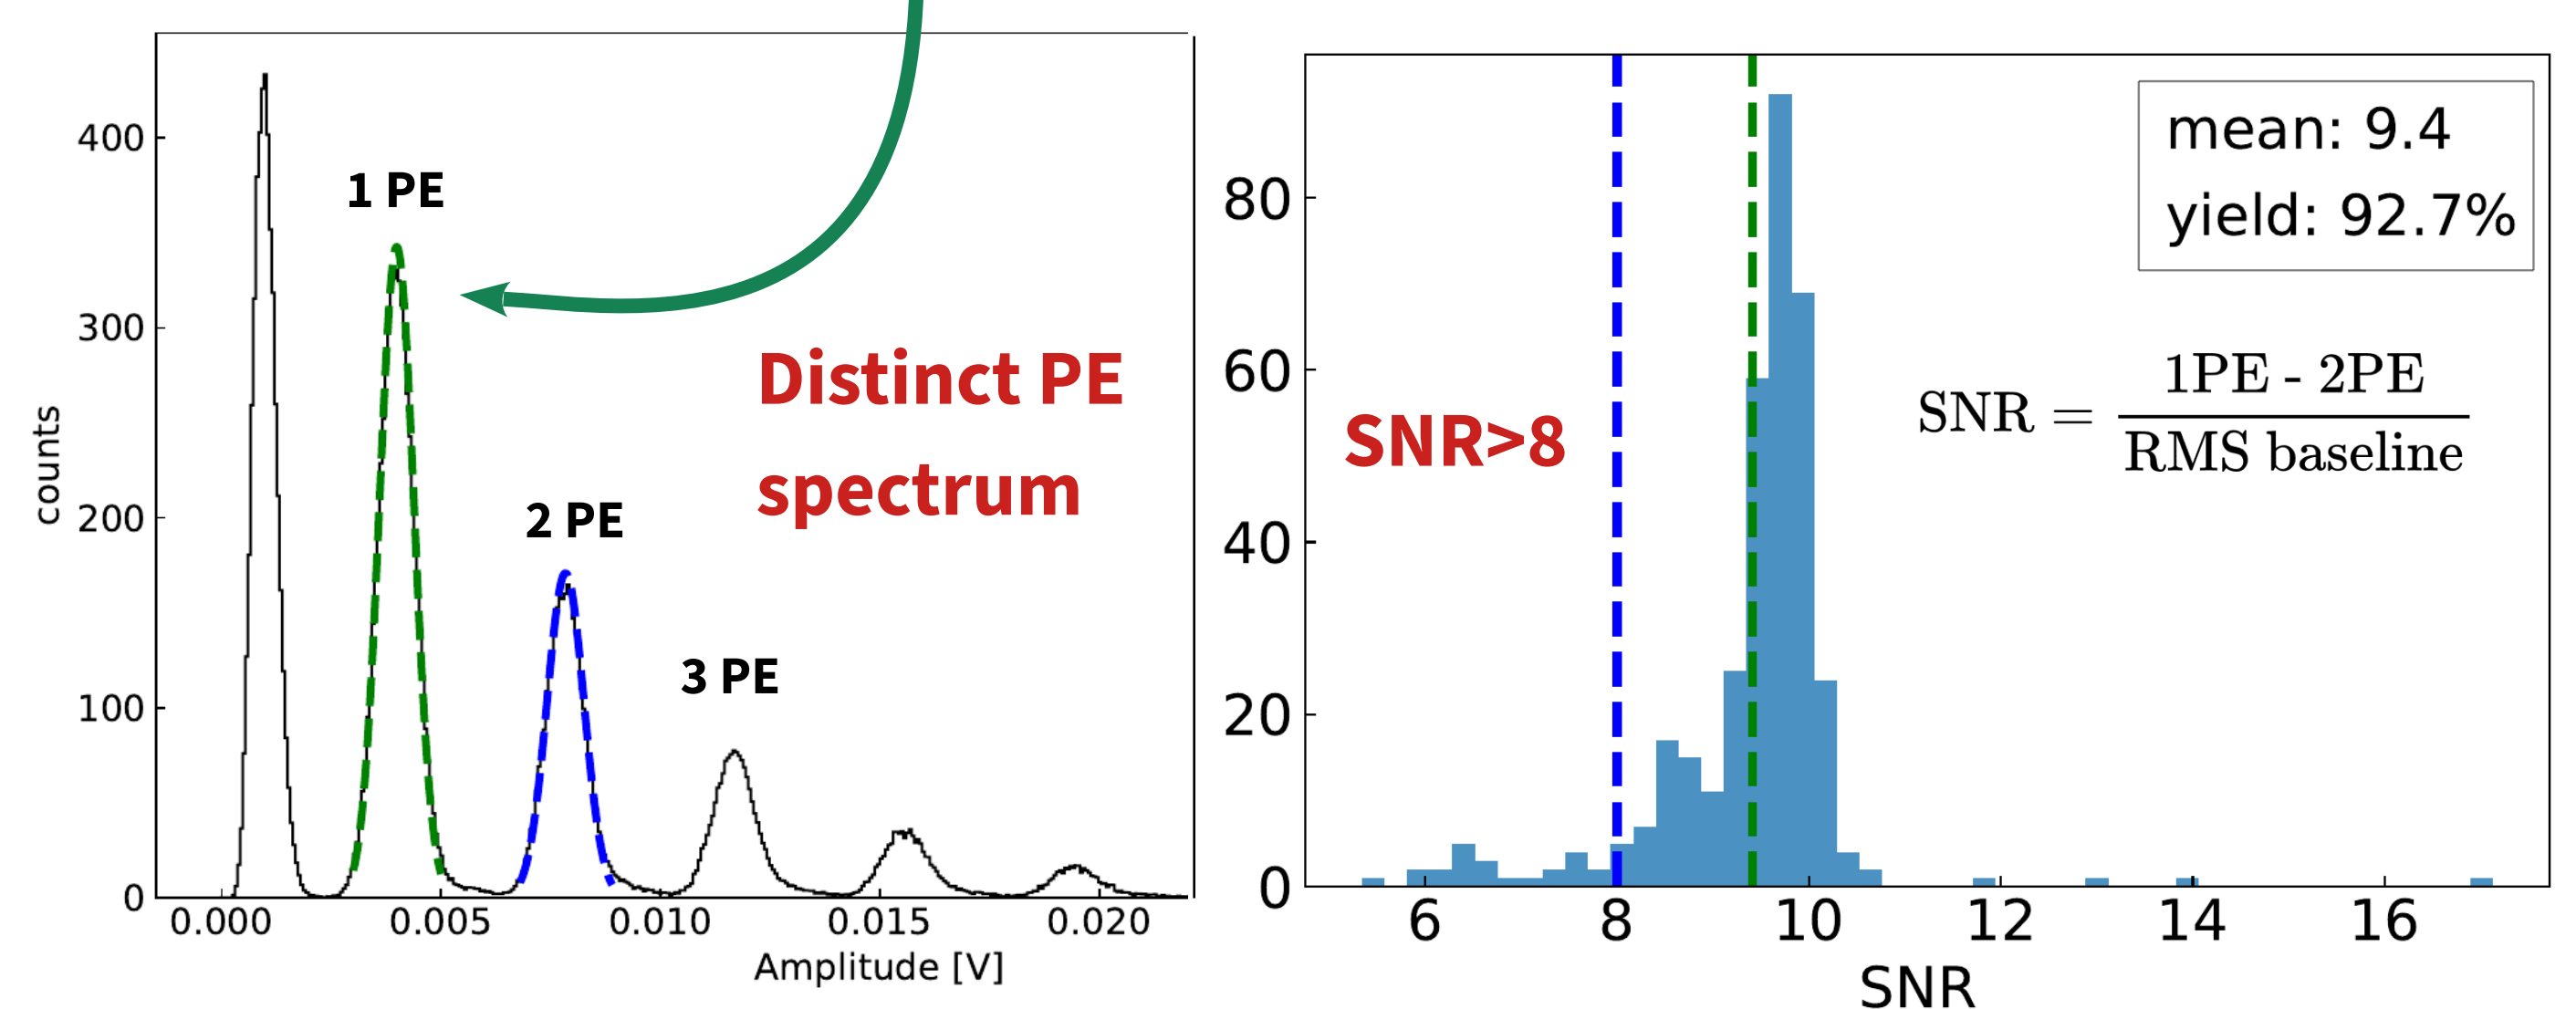 400
300
200
100
0
counts
1 PE
2 PE
3 PE
Distinct PE
spectrum
0.000 0.005 0.010 0.015 0.020
Amplitude [V]
80
60
40
20
0
mean: 9.4
yield: 92.7%
SNR>8
SNR = 1PE - 2PE
RMS baseline
6 8 10 12 14 16
SNR